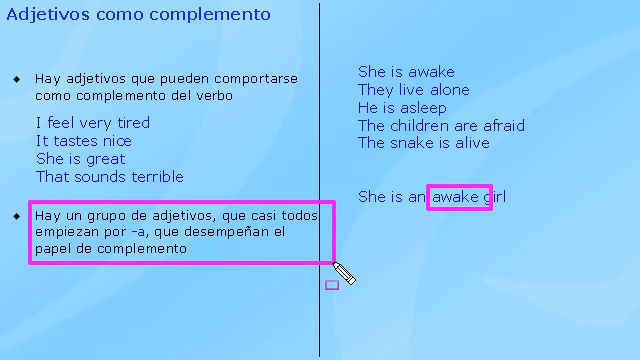 Adjetivos como complemento
Hay adjetivos que pueden comportarse
como complemento del verbo
I feel very tired
It tastes nice
She is great
That sounds terrible
Hay un grupo de adjetivos, que casi todos
empiezan por -a, que desempeñan el
papel de complemento
She is awake
They live alone
He is asleep
The children are afraid
The snake is alive
She is an awake girl